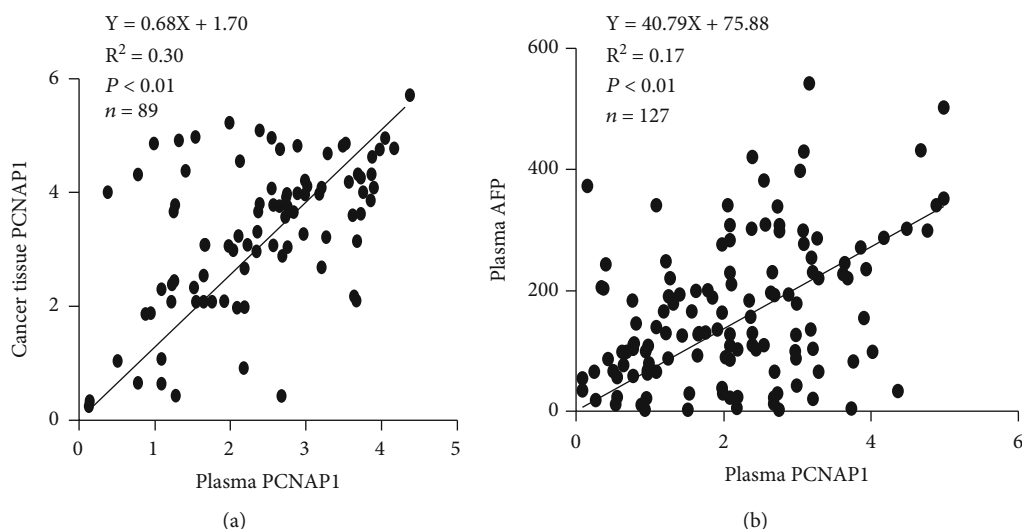 Y = 0.68X + 1.70
R² = 0.30
P < 0.01
n = 89
6
4
2
0
0
1
2
3
4
5
Cancer tissue PCNAP1
Plasma PCNAP1
(a)
Y = 40.79X + 75.88
R² = 0.17
P < 0.01
n = 127
600
400
200
0
0
2
4
6
Plasma AFP
Plasma PCNAP1
(b)